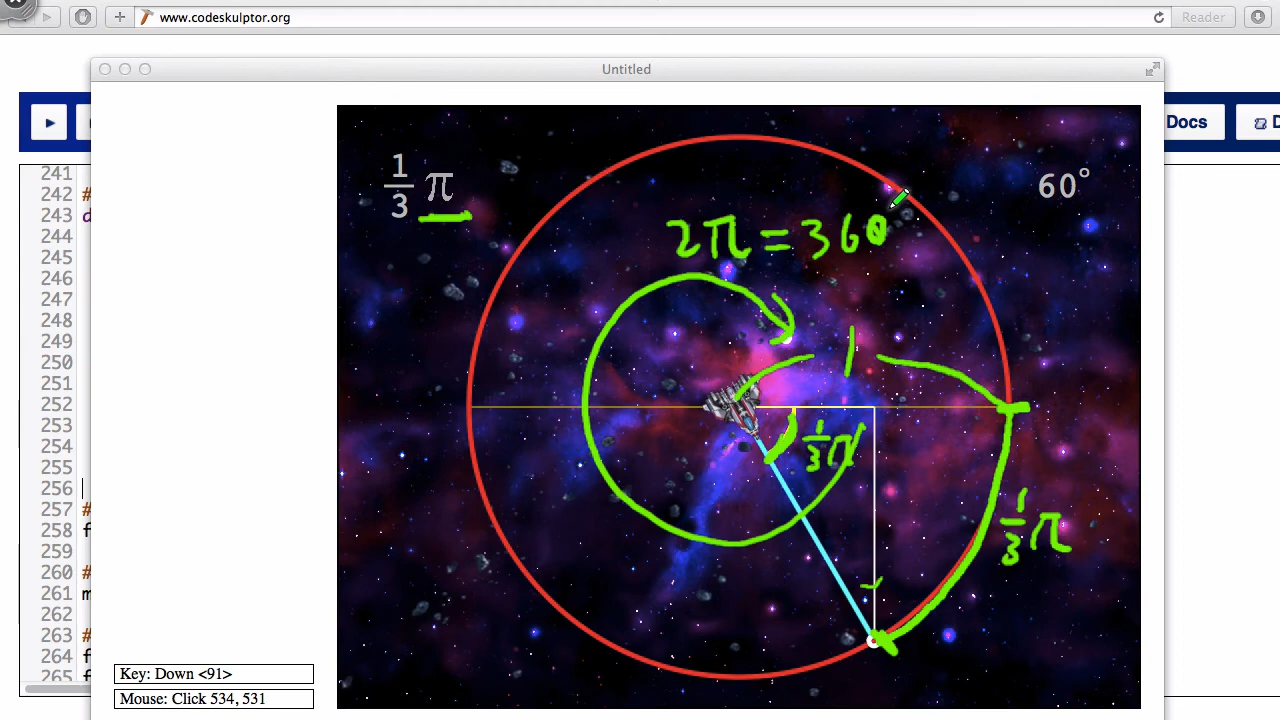 www.codeskulptor.org
Reader
Untitled
Docs
D
241
242 #
243 d
244
245
246
247
248
249
250
251
252
253
254
255
256
257 #
258 f
259
260 #
261 m
262
263 #
264 f
265 f
1/3 π
60°
2π = 360
1
1/3 π
1/3 π
Key: Down <91>
Mouse: Click 534, 531